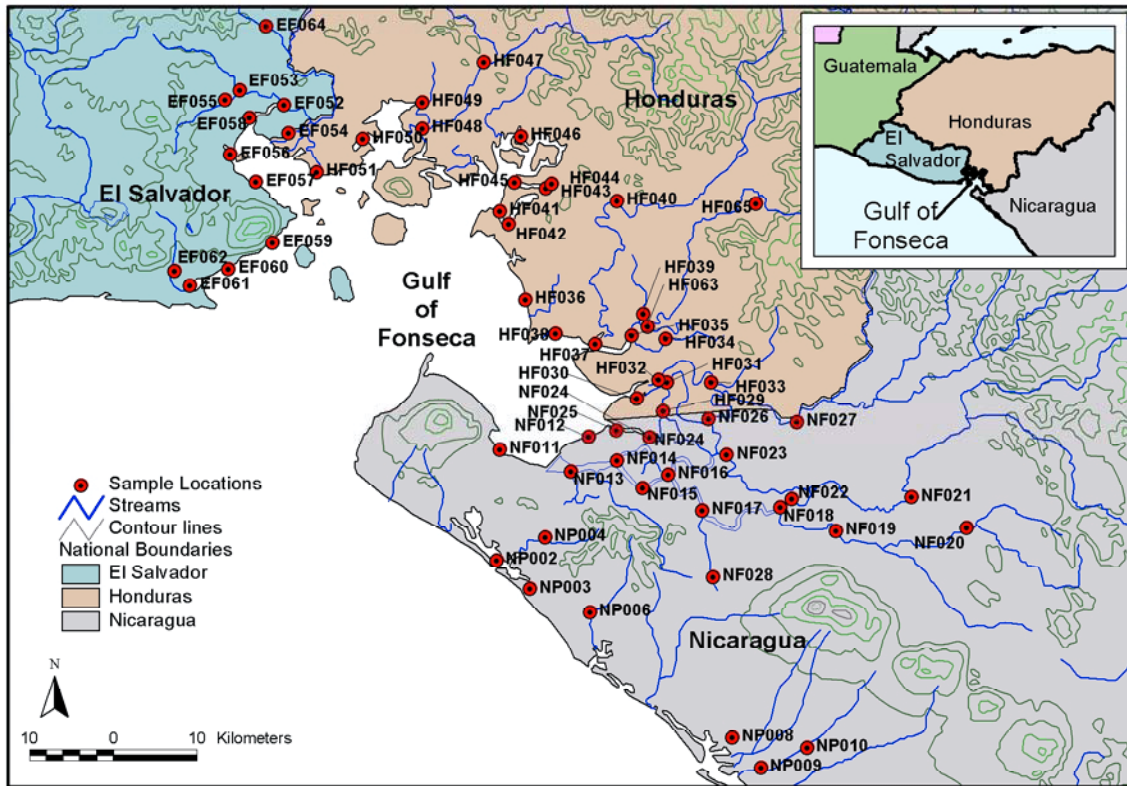 EF064
EF053
EF055
EF052
EF058
EF054
EF056
EF057
HF051
El Salvador
EF059
EF062
EF060
EF061
HF047
HF049
HF050
HF048
Honduras
HF046
HF045
HF044
HF043
HF041
HF042
HF040
HF065
Gulf
of
Fonseca
HF036
HF039
HF063
HF038
HF035
HF034
HF037
HF032
HF031
HF030
HF033
NF024
HF029
NF025
NF026
NF027
NF012
NF024
NF011
NF014
NF023
NF013
NF016
NF015
NF022
NF021
NF017
NF018
NF019
NF020
NP004
NP002
NP003
NF028
NP006
Nicaragua
NP008
NP010
NP009
Guatemala
Honduras
El
Salvador
Nicaragua
Gulf of
Fonseca
Sample Locations
Streams
Contour lines
National Boundaries
El Salvador
Honduras
Nicaragua
N
10 0 10 Kilometers